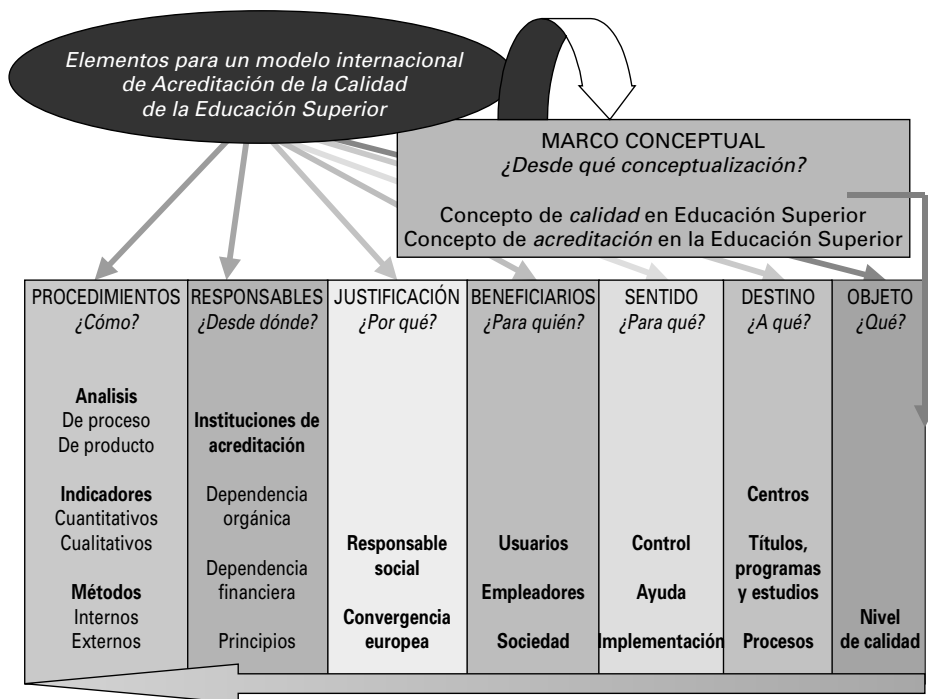 Elementos para un modelo internacional
de Acreditación de la Calidad
de la Educación Superior
MARCO CONCEPTUAL
¿Desde qué conceptualización?
Concepto de calidad en Educación Superior
Concepto de acreditación en la Educación Superior
PROCEDIMIENTOS
¿Cómo?
Analisis
De proceso
De producto
Indicadores
Cuantitativos
Cualitativos
Métodos
Internos
Externos
RESPONSABLES
¿Desde dónde?
Instituciones de
acreditación
Dependencia
orgánica
Dependencia
financiera
Principios
JUSTIFICACIÓN
¿Por qué?
Responsable
social
Convergencia
europea
BENEFICIARIOS
¿Para quién?
Usuarios
Empleadores
Sociedad
SENTIDO
¿Para qué?
Control
Ayuda
Implementación
DESTINO
¿A qué?
Centros
Títulos,
programas
y estudios
Procesos
OBJETO
¿Qué?
Nivel
de calidad